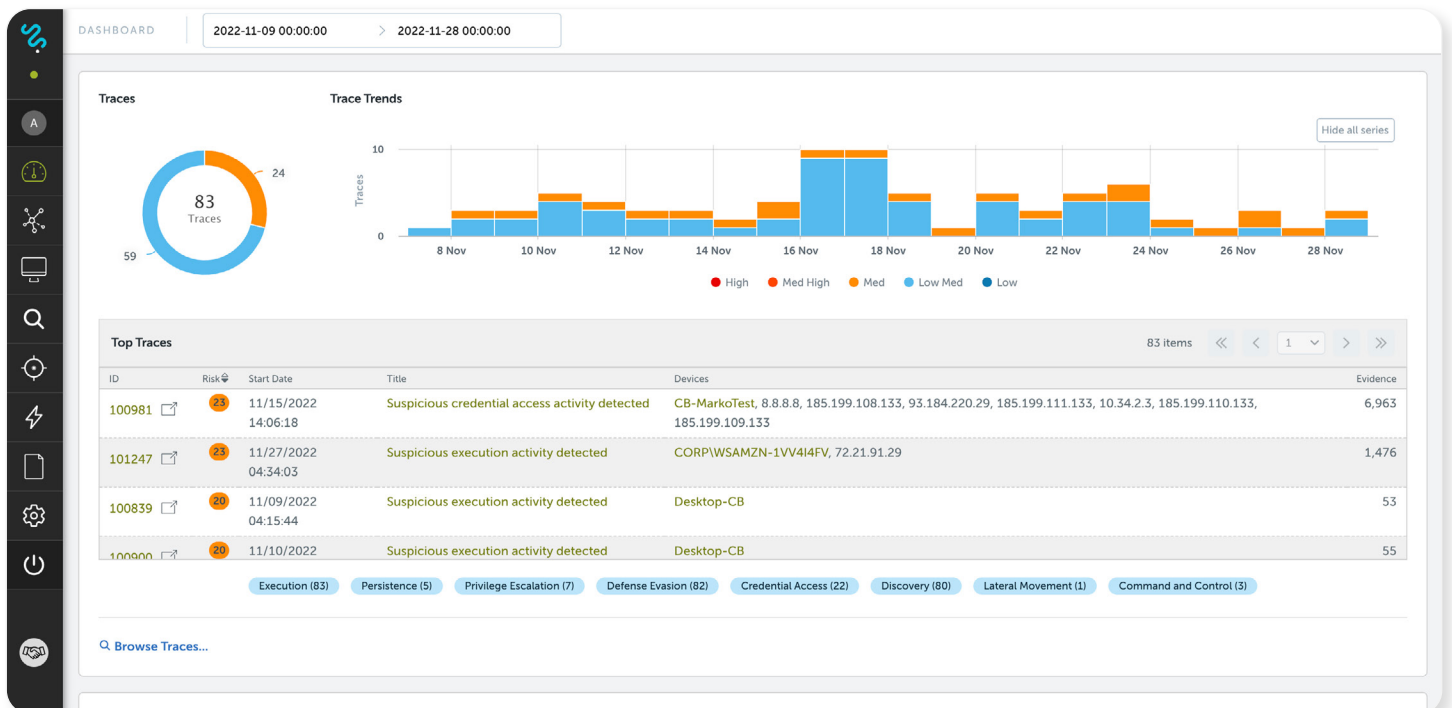 DASHBOARD
2022-11-09 00:00:00 > 2022-11-28 00:00:00
A
Traces
Trace Trends
Hide all series
83
Traces
24
59
Traces
10
0
8 Nov 10 Nov 12 Nov 14 Nov 16 Nov 18 Nov 20 Nov 22 Nov 24 Nov 26 Nov 28 Nov
High Med High Med Low Med Low
Top Traces
83 items 1
ID Risk Start Date Title Devices Evidence
100981 23 11/15/2022 Suspicious credential access activity detected CB-MarkoTest, 8.8.8.8, 185.199.108.133, 93.184.220.29, 185.199.111.133, 10.34.2.3, 185.199.110.133, 6,963
14:06:18 185.199.109.133
101247 23 11/27/2022 Suspicious execution activity detected CORP\WSAMZN-1VV4I4FV, 72.21.91.29 1,476
04:34:03
100839 20 11/09/2022 Suspicious execution activity detected Desktop-CB 53
04:15:44
100900 20 11/10/2022 Suspicious execution activity detected Desktop-CB 55
Execution (83) Persistence (5) Privilege Escalation (7) Defense Evasion (82) Credential Access (22) Discovery (80) Lateral Movement (1) Command and Control (3)
Browse Traces...